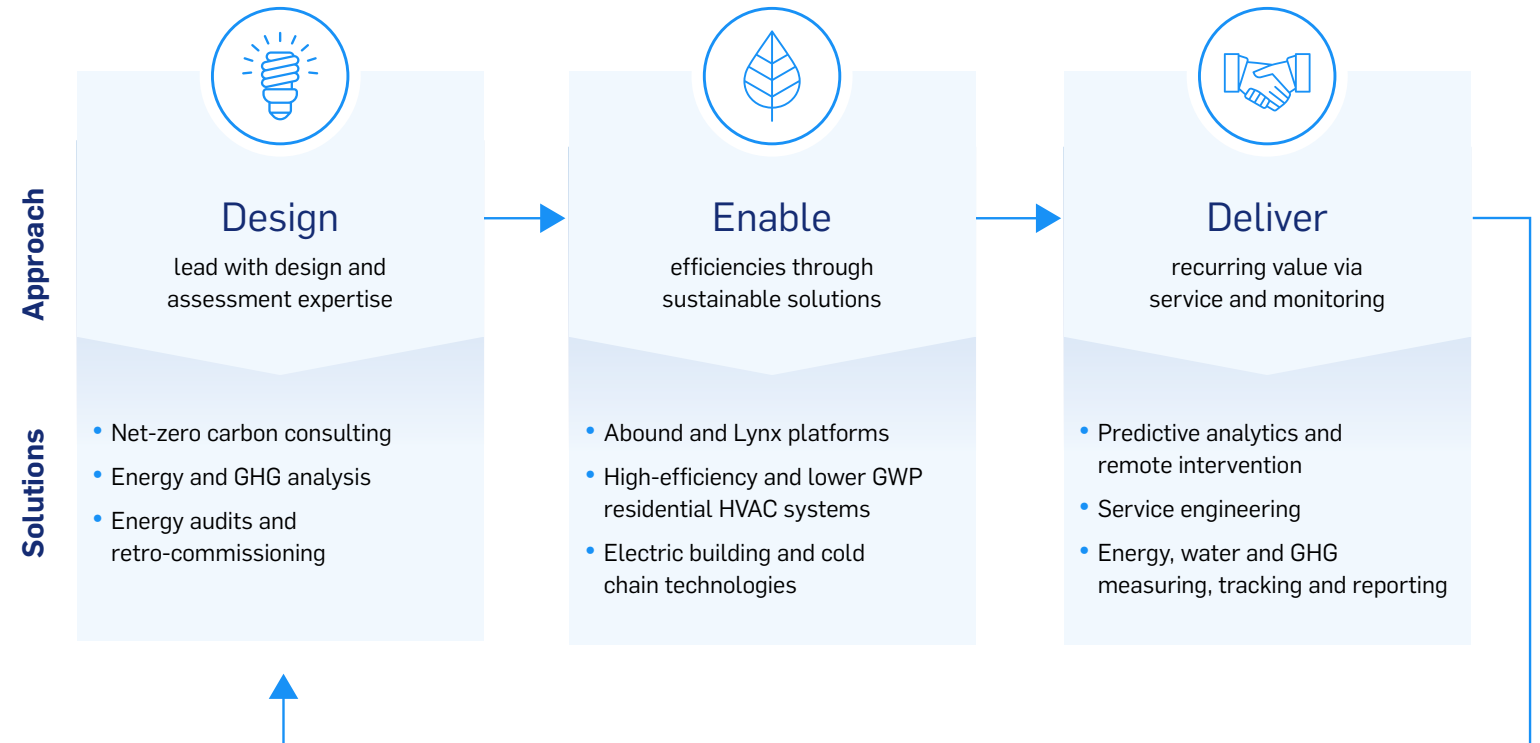 Approach
Design
lead with design and
assessment expertise
Enable
efficiencies through
sustainable solutions
Deliver
recurring value via
service and monitoring
Solutions
• Net-zero carbon consulting
• Energy and GHG analysis
• Energy audits and
retro-commissioning
• Abound and Lynx platforms
• High-efficiency and lower GWP
residential HVAC systems
• Electric building and cold
chain technologies
• Predictive analytics and
remote intervention
• Service engineering
• Energy, water and GHG
measuring, tracking and reporting